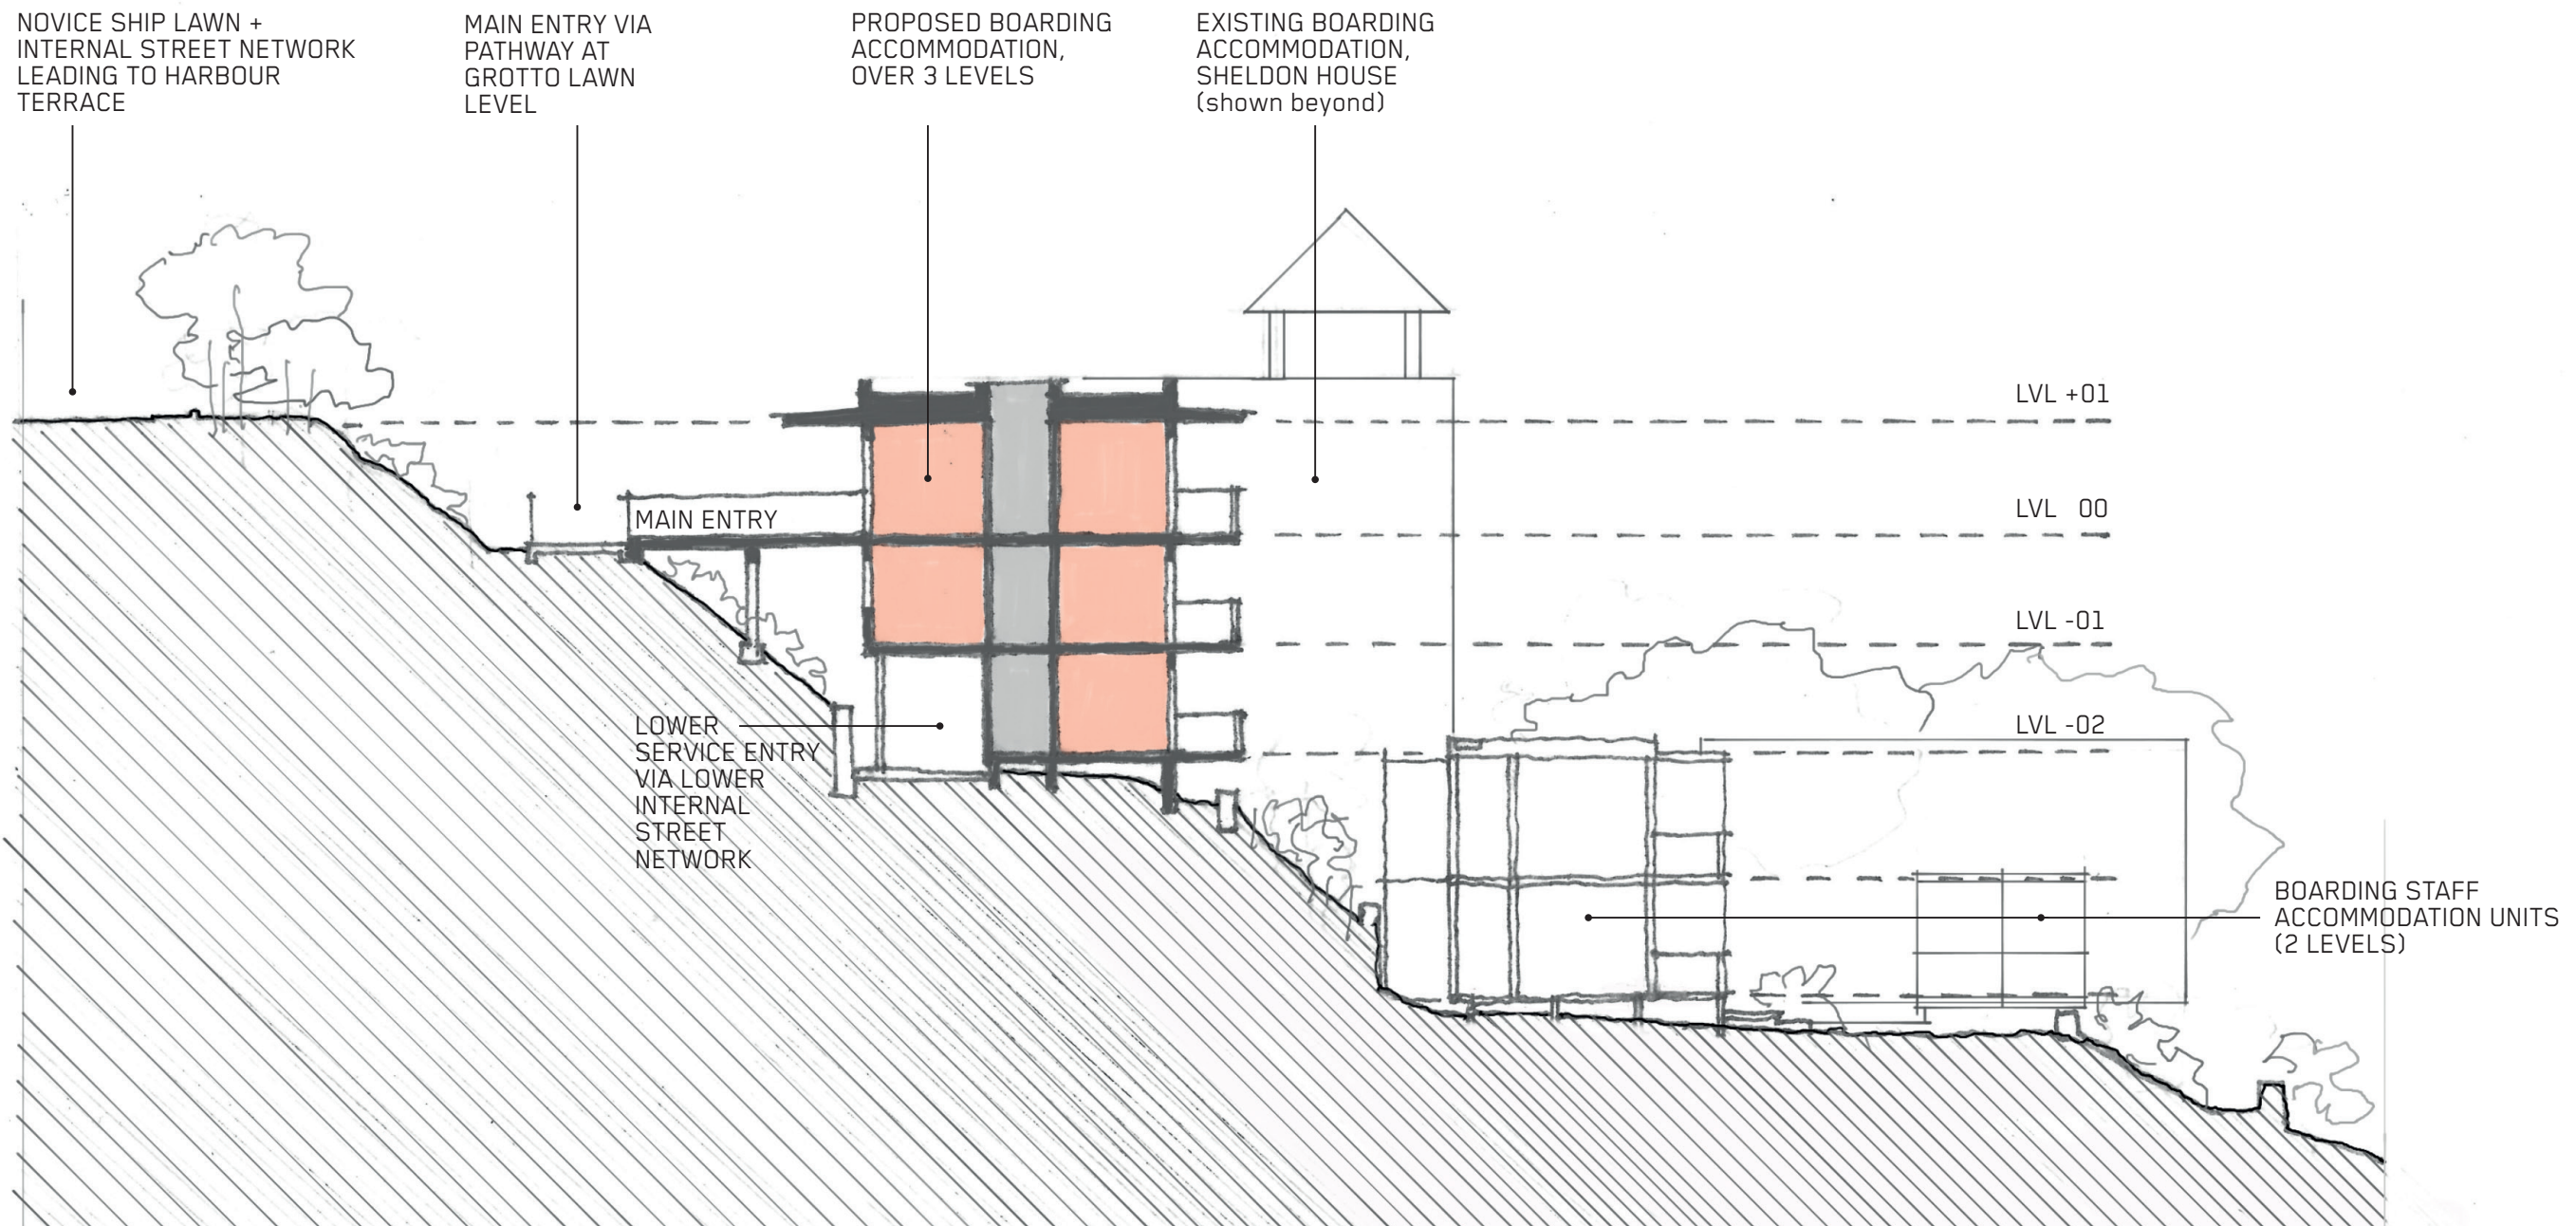 NOVICE SHIP LAWN +
INTERNAL STREET NETWORK
LEADING TO HARBOUR
TERRACE
MAIN ENTRY VIA
PATHWAY AT
GROTTO LAWN
LEVEL
PROPOSED BOARDING
ACCOMMODATION,
OVER 3 LEVELS
EXISTING BOARDING
ACCOMMODATION,
SHELDON HOUSE
(shown beyond)
LVL +01
LVL 00
MAIN ENTRY
LVL -01
LVL -02
LOWER
SERVICE ENTRY
VIA LOWER
INTERNAL
STREET
NETWORK
BOARDING STAFF
ACCOMMODATION UNITS
(2 LEVELS)